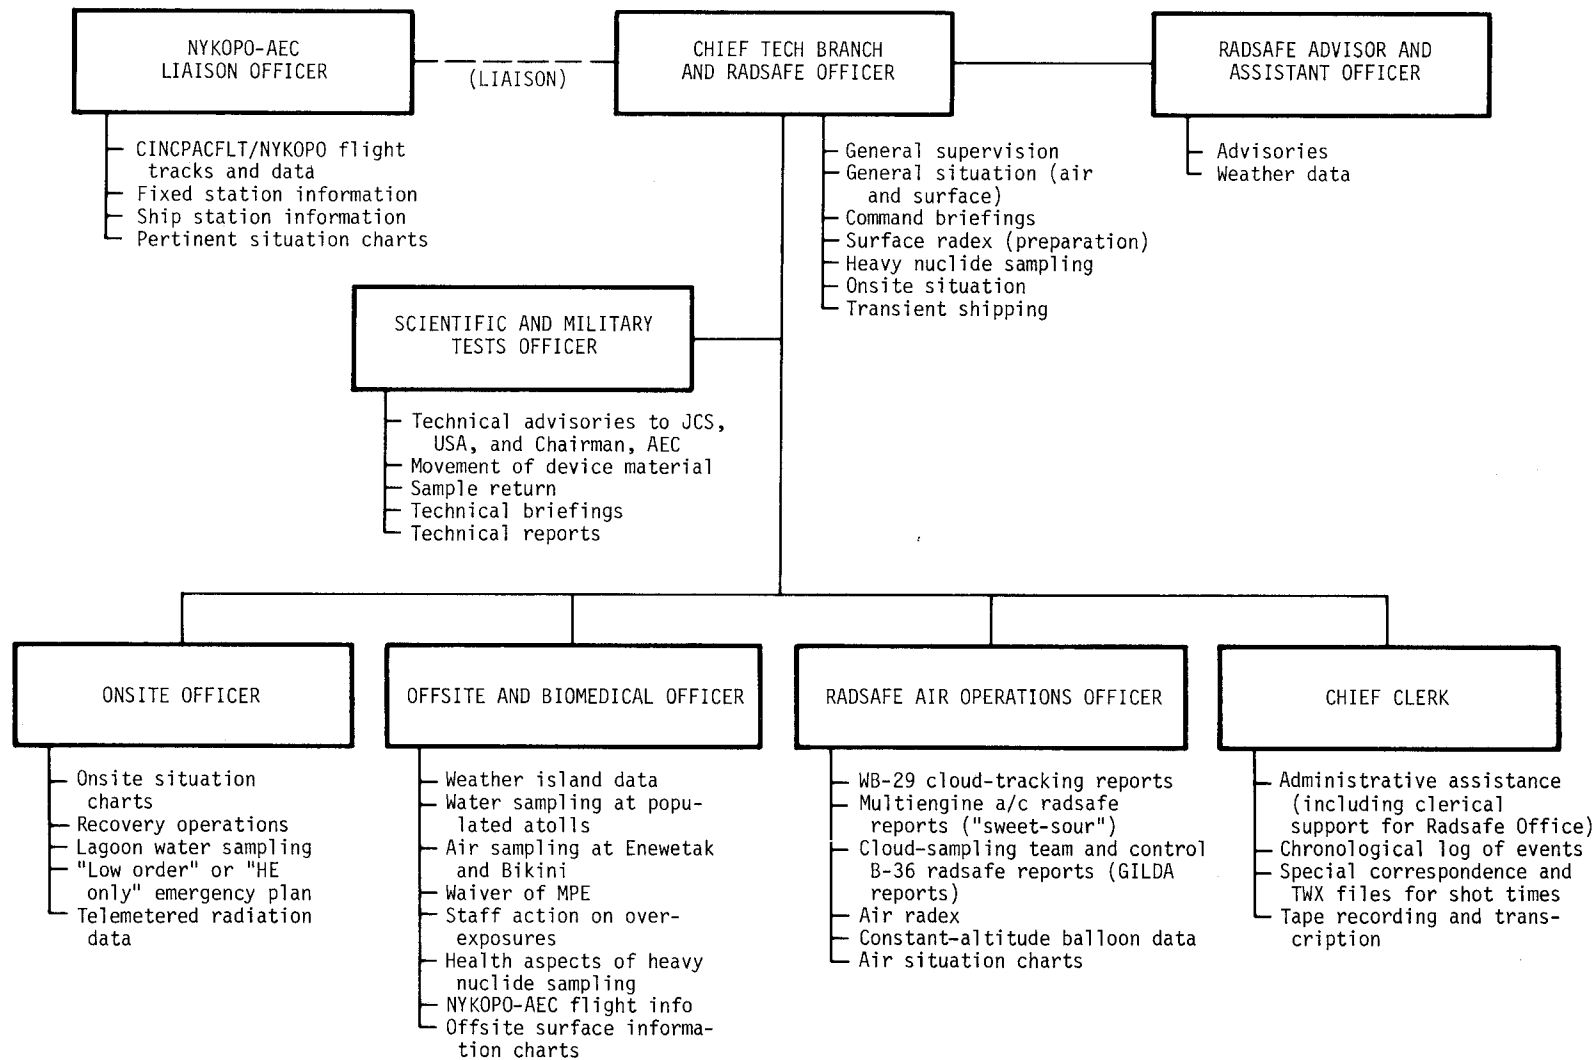 NYKOPO-AEC
LIAISON OFFICER
(LIAISON)
CHIEF TECH BRANCH
AND RADSAFE OFFICER
RADSAFE ADVISOR AND
ASSISTANT OFFICER
CINCPACFLT/NYKOPO flight
tracks and data
Fixed station information
Ship station information
Pertinent situation charts
General supervision
General situation (air
and surface)
Command briefings
Surface radex (preparation)
Heavy nuclide sampling
Onsite situation
Transient shipping
Advisories
Weather data
SCIENTIFIC AND MILITARY
TESTS OFFICER
Technical advisories to JCS,
USA, and Chairman, AEC
Movement of device material
Sample return
Technical briefings
Technical reports
ONSITE OFFICER
OFFSITE AND BIOMEDICAL OFFICER
RADSAFE AIR OPERATIONS OFFICER
CHIEF CLERK
Onsite situation
charts
Recovery operations
Lagoon water sampling
"Low order" or "HE
only" emergency plan
Telemetered radiation
data
Weather island data
Water sampling at popu-
lated atolls
Air sampling at Enewetak
and Bikini
Waiver of MPE
Staff action on over-
exposures
Health aspects of heavy
nuclide sampling
NYKOPO-AEC flight info
Offsite surface informa-
tion charts
WB-29 cloud-tracking reports
Multiengine a/c radsafe
reports ("sweet-sour")
Cloud-sampling team and control
B-36 radsafe reports (GILDA
reports)
Air radex
Constant-altitude balloon data
Air situation charts
Administrative assistance
(including clerical
support for Radsafe Office)
Chronological log of events
Special correspondence and
TWX files for shot times
Tape recording and trans-
cription